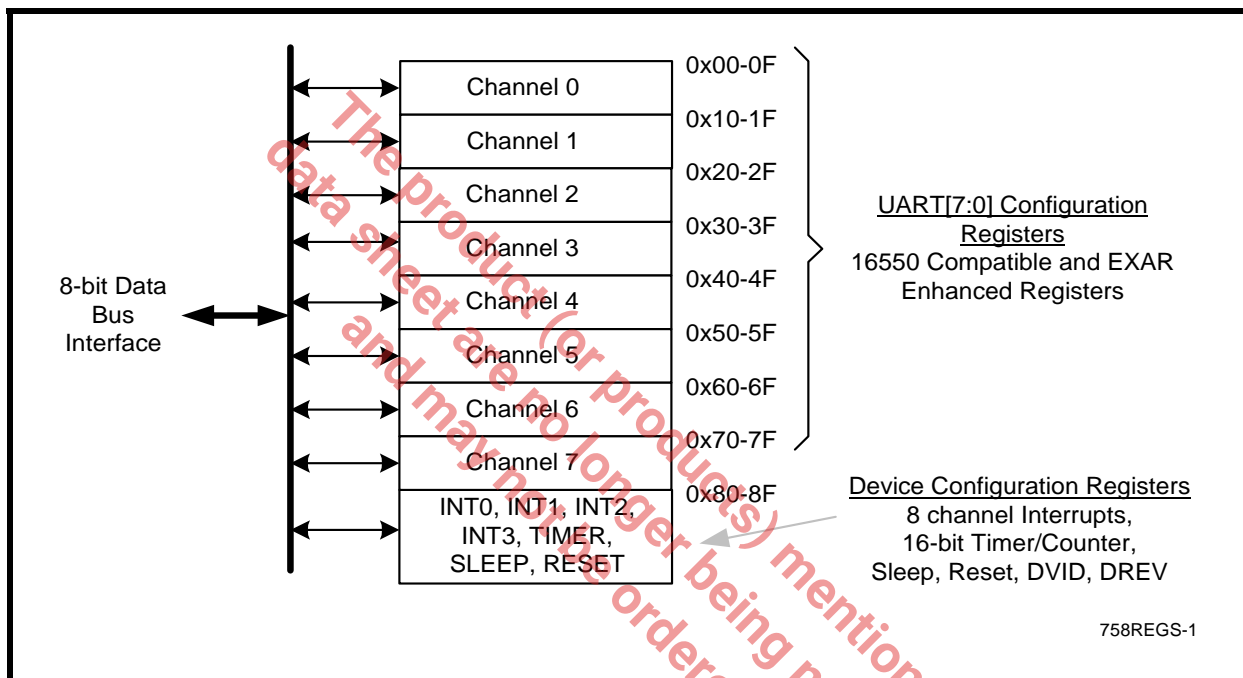 Channel 0
Channel 1
Channel 2
Channel 3
Channel 4
Channel 5
Channel 6
Channel 7
INT0, INT1, INT2,
INT3, TIMER,
SLEEP, RESET
0x00-0F
0x10-1F
0x20-2F
0x30-3F
0x40-4F
0x50-5F
0x60-6F
0x70-7F
0x80-8F
8-bit Data
Bus
Interface
UART[7:0] Configuration
Registers
16550 Compatible and EXAR
Enhanced Registers
Device Configuration Registers
8 channel Interrupts,
16-bit Timer/Counter,
Sleep, Reset, DVID, DREV
758REGS-1
The product (or products) mention
data sheet are no longer being
and may not be